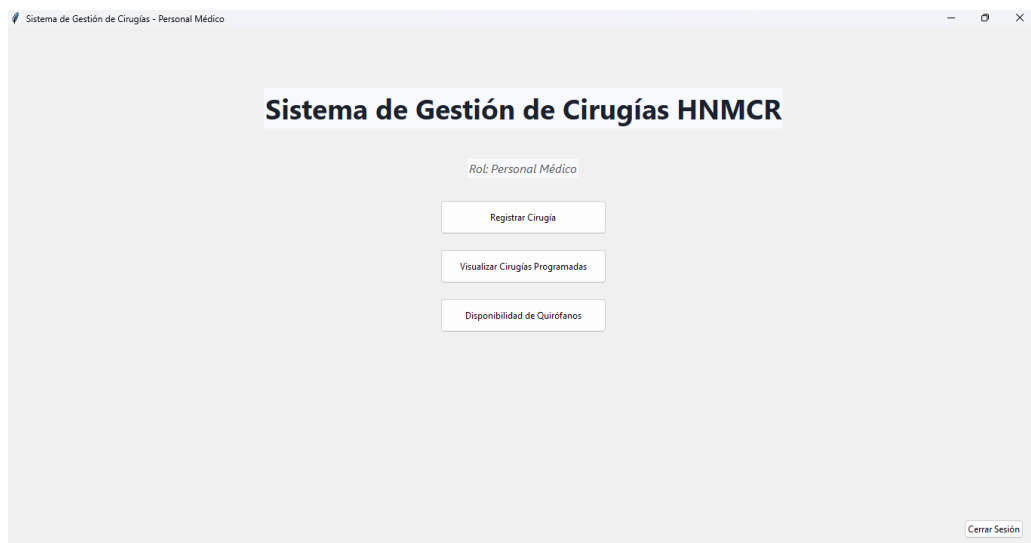 Sistema de Gestión de Cirugías - Personal Médico
Sistema de Gestión de Cirugías HNMCR
Rol: Personal Médico
Registrar Cirugía
Visualizar Cirugías Programadas
Disponibilidad de Quirófanos
Cerrar Sesión